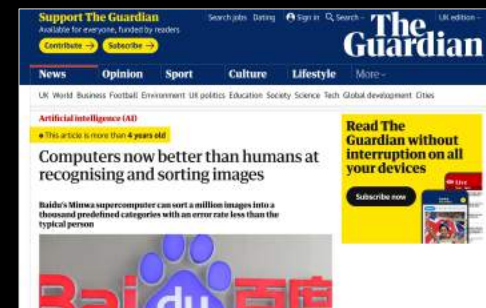 Support The Guardian
Available for everyone, funded by readers
Contribute → Subscribe →
Search jobs Dating Sign in Search
The Guardian
UK edition
News Opinion Sport Culture Lifestyle More
UK World Business Football Environment UK politics Education Society Science Tech Global development Cities
Artificial intelligence (AI)
This article is more than 4 years old
Computers now better than humans at
recognising and sorting images
Baidu's Minwa supercomputer can sort a million images into a
thousand predefined categories with an error rate less than the
typical person
Read The
Guardian without
interruption on all
your devices
Subscribe now
Live
Bai du 百度